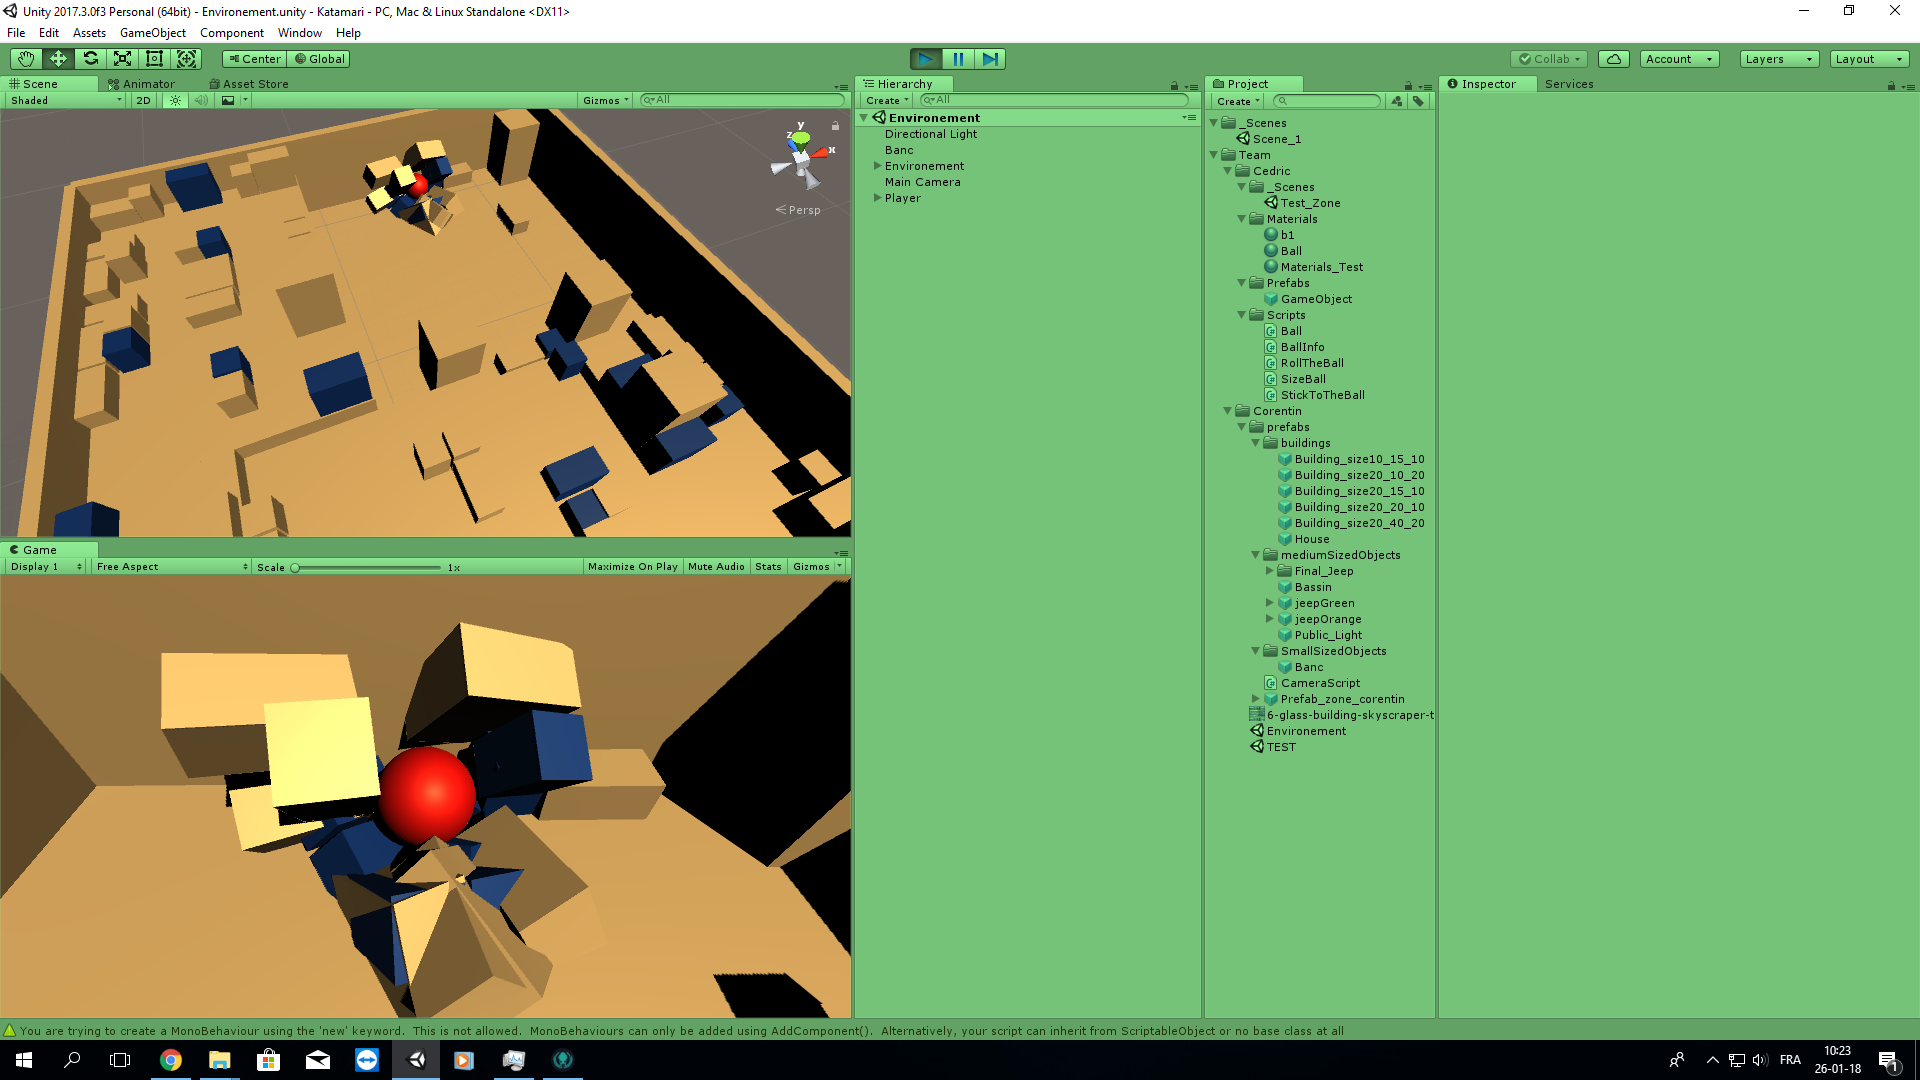 Unity 2017.3.0f3 Personal (64bit) - Environement.unity - Katamari - PC, Mac & Linux Standalone <DX11>
File Edit Assets GameObject Component Window Help
Center Global Collab Account Layers Layout
Scene Animator Asset Store
Shaded 2D Gizmos All
y
z x
Persp
Game
Display 1 Free Aspect Scale 1x Maximize On Play Mute Audio Stats Gizmos
Hierarchy
Create All
Environement
Directional Light
Banc
Environement
Main Camera
Player
Project
Create
_Scenes
Scene_1
Team
Cedric
_Scenes
Test_Zone
Materials
b1
Ball
Materials_Test
Prefabs
GameObject
Scripts
Ball
BallInfo
RollTheBall
SizeBall
StickToTheBall
Corentin
prefabs
buildings
Building_size10_15_10
Building_size20_10_20
Building_size20_15_10
Building_size20_20_10
Building_size20_40_20
House
mediumSizedObjects
Final_Jeep
Bassin
jeepGreen
jeepOrange
Public_Light
SmallSizedObjects
Banc
CameraScript
Prefab_zone_corentin
6-glass-building-skyscraper-t
Environement
TEST
Inspector Services
You are trying to create a MonoBehaviour using the 'new' keyword. This is not allowed. MonoBehaviours can only be added using AddComponent(). Alternatively, your script can inherit from ScriptableObject or no base class at all
FRA
10:23
26-01-18
1